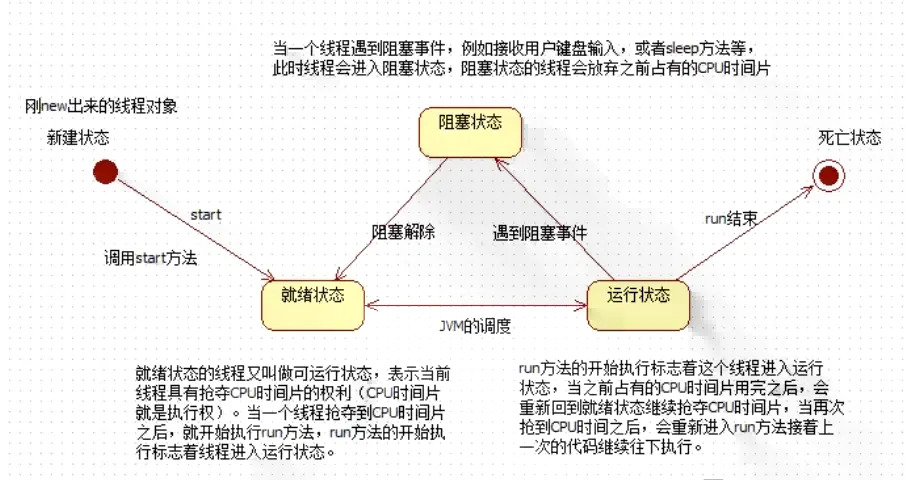 当一个线程遇到阻塞事件，例如接收用户键盘输入，或者sleep方法等，
此时线程会进入阻塞状态，阻塞状态的线程会放弃之前占有的CPU时间片
刚new出来的线程对象
新建状态
阻塞状态
死亡状态
start
调用start方法
阻塞解除
遇到阻塞事件
run结束
就绪状态
运行状态
JVM的调度
就绪状态的线程又叫做可运行状态，表示当前
线程具有抢夺CPU时间片的权利（CPU时间片
就是执行权）。当一个线程抢夺到CPU时间片
之后，就开始执行run方法，run方法的开始执
行标志着线程进入运行状态。
run方法的开始执行标志着这个线程进入运行
状态，当之前占有的CPU时间片用完之后，会
重新回到就绪状态继续抢夺CPU时间片，当再次
抢到CPU时间之后，会重新进入run方法接着上
一次的代码继续往下执行。